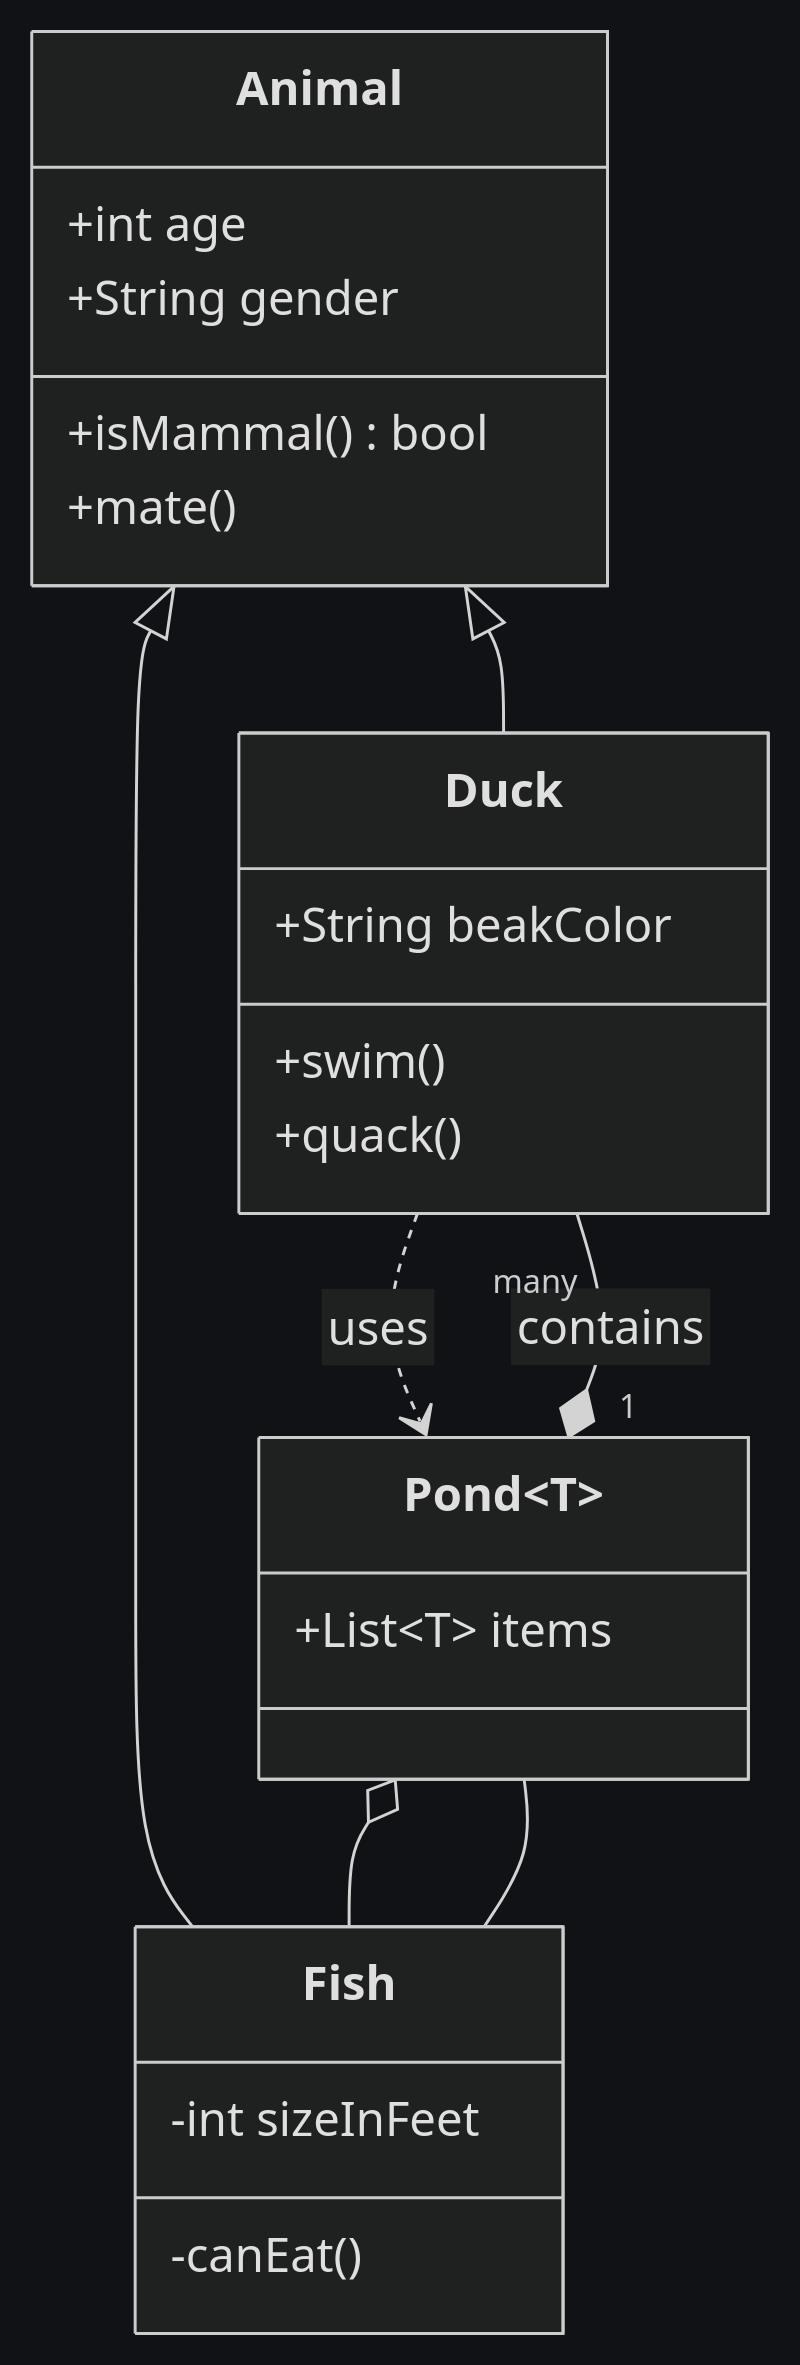 Animal
+int age
+String gender
+isMammal() : bool
+mate()
Duck
+String beakColor
+swim()
+quack()
many
uses
contains
1
Pond<T>
+List<T> items
Fish
-int sizeInFeet
-canEat()